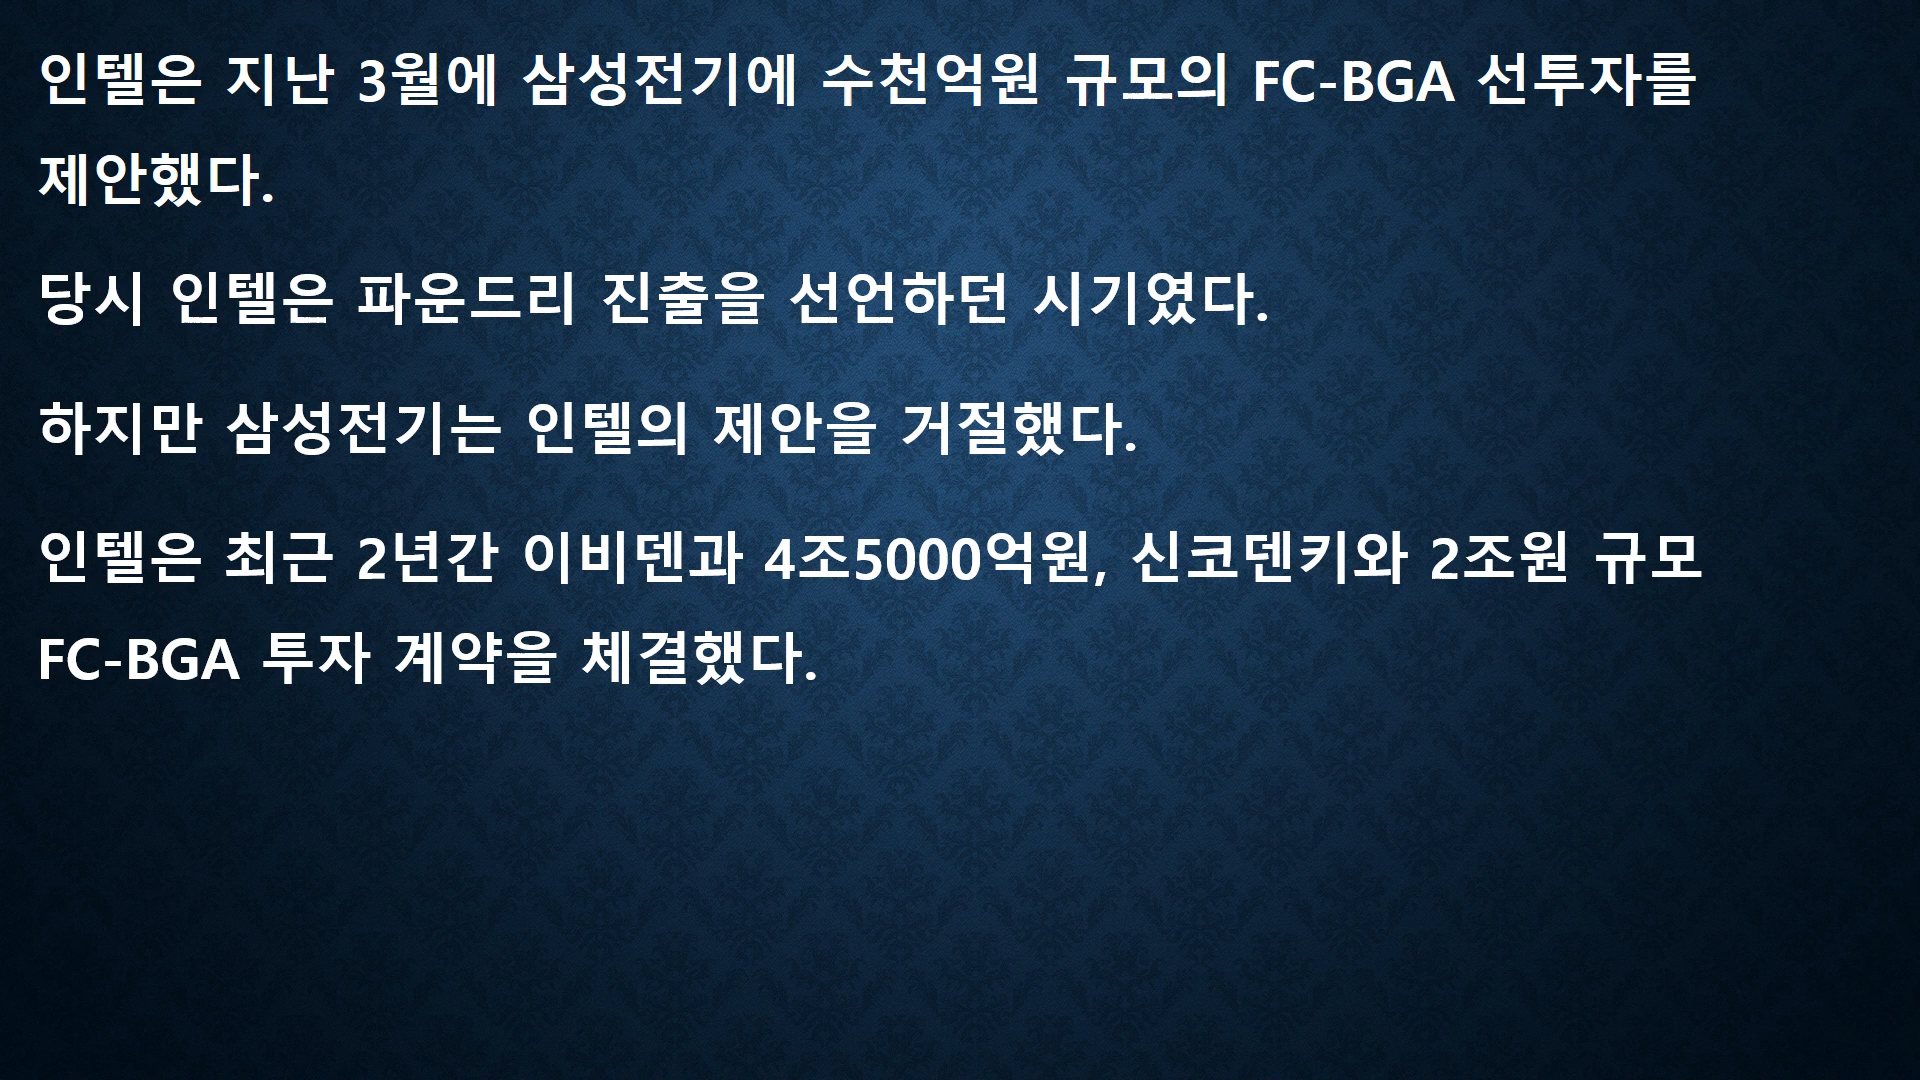 인텔은 지난 3월에 삼성전기에 수천억원 규모의 FC-BGA 선투자를
제안했다.
당시 인텔은 파운드리 진출을 선언하던 시기였다.
하지만 삼성전기는 인텔의 제안을 거절했다.
인텔은 최근 2년간 이비덴과 4조5000억원, 신코덴키와 2조원 규모
FC-BGA 투자 계약을 체결했다.